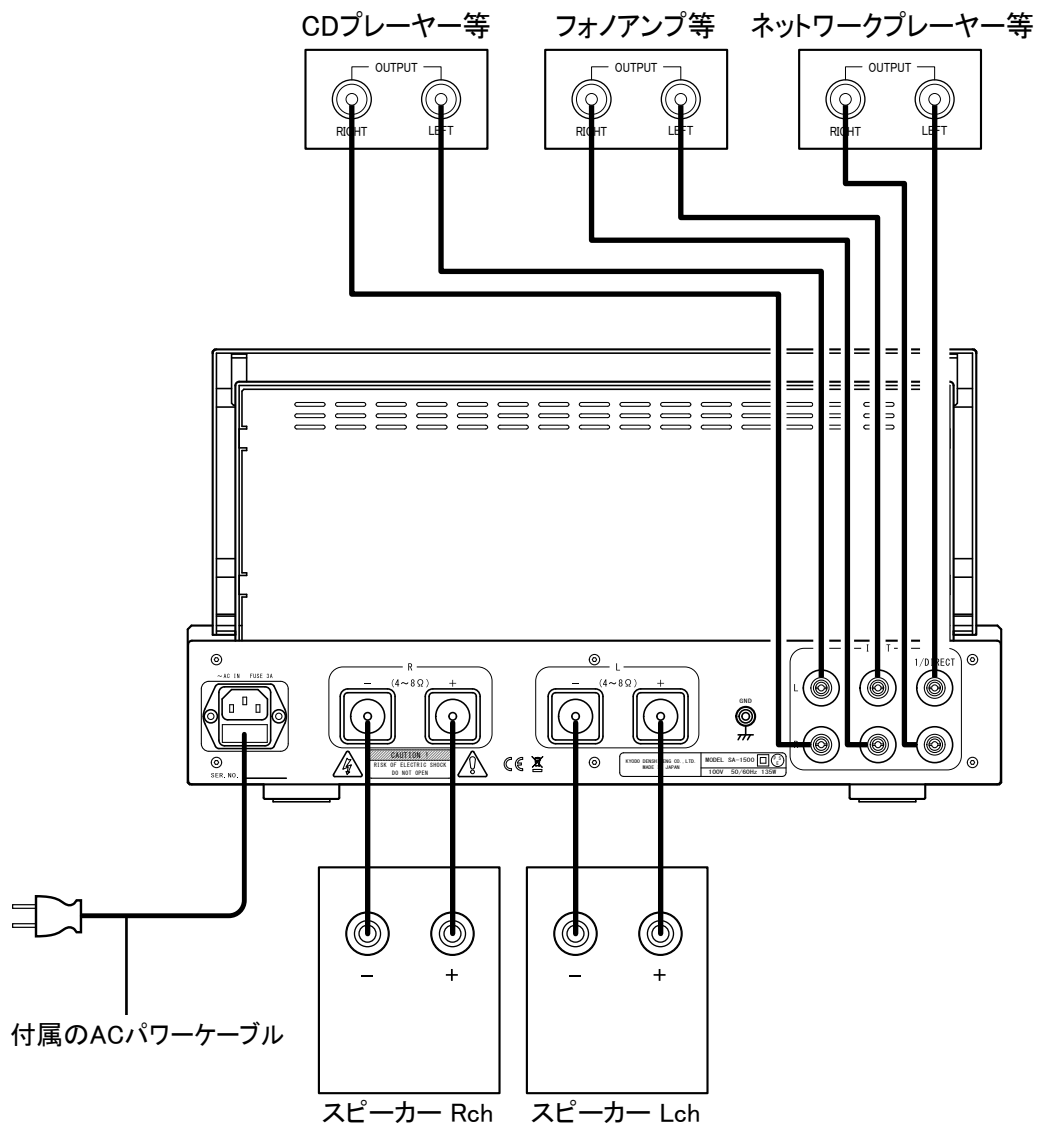 CDプレーヤー等
フォノアンプ等
ネットワークプレーヤー等
OUTPUT
OUTPUT
OUTPUT
RIGHT
LEFT
RIGHT
LEFT
RIGHT
LEFT
1/DIRECT
R
L
～AC IN FUSE 3A
－ (4～8Ω) ＋
－ (4～8Ω) ＋
L
GND
CAUTION !
RISK OF ELECTRIC SHOCK
DO NOT OPEN
CE
MADE JAPAN
MODEL SA-1500
100V 50/60Hz 135W
SER.NO.
－ ＋
－ ＋
付属のACパワーケーブル
スピーカー Rch
スピーカー Lch